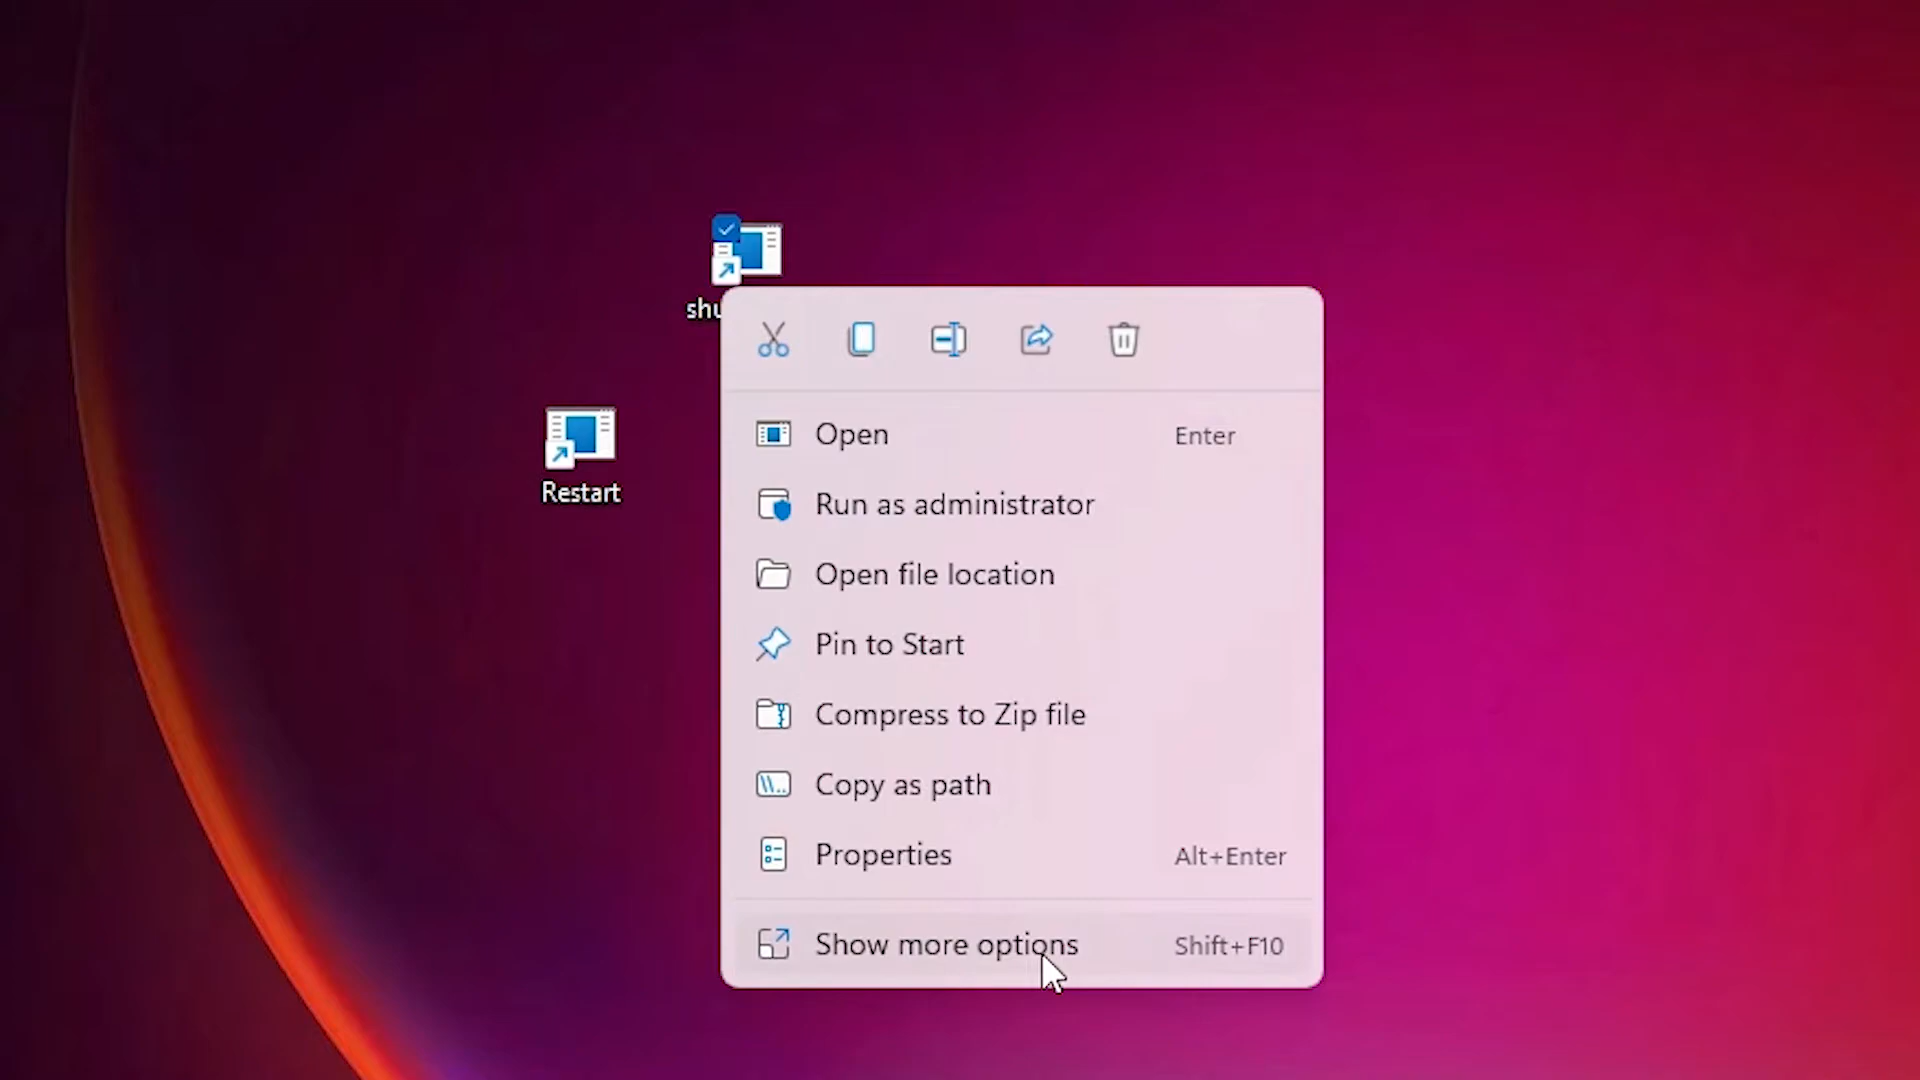 Restart
Open Enter
Run as administrator
Open file location
Pin to Start
Compress to Zip file
Copy as path
Properties Alt+Enter
Show more options Shift+F10